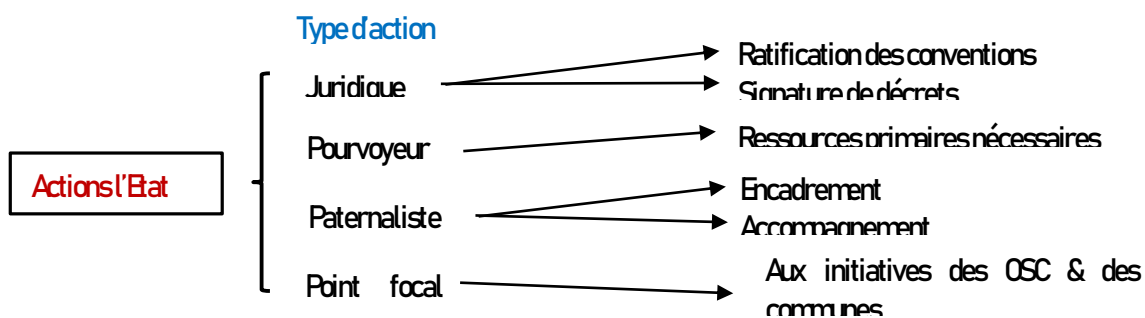 Type d'action
Juridique
Ratification des conventions
Signature de décrets
Pourvoyeur
Ressources primaires nécessaires
Actions l'Etat
Paternaliste
Encadrement
Accompagnement
Point focal
Aux initiatives des OSC & des
communes